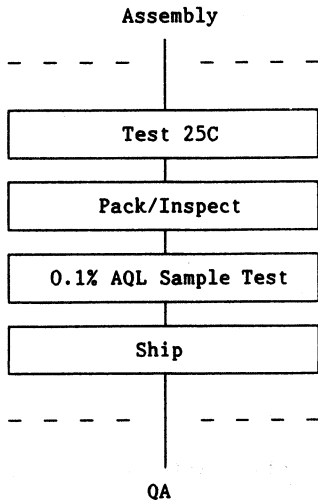 Assembly
Test 25C
Pack/Inspect
0.1% AQL Sample Test
Ship
QA